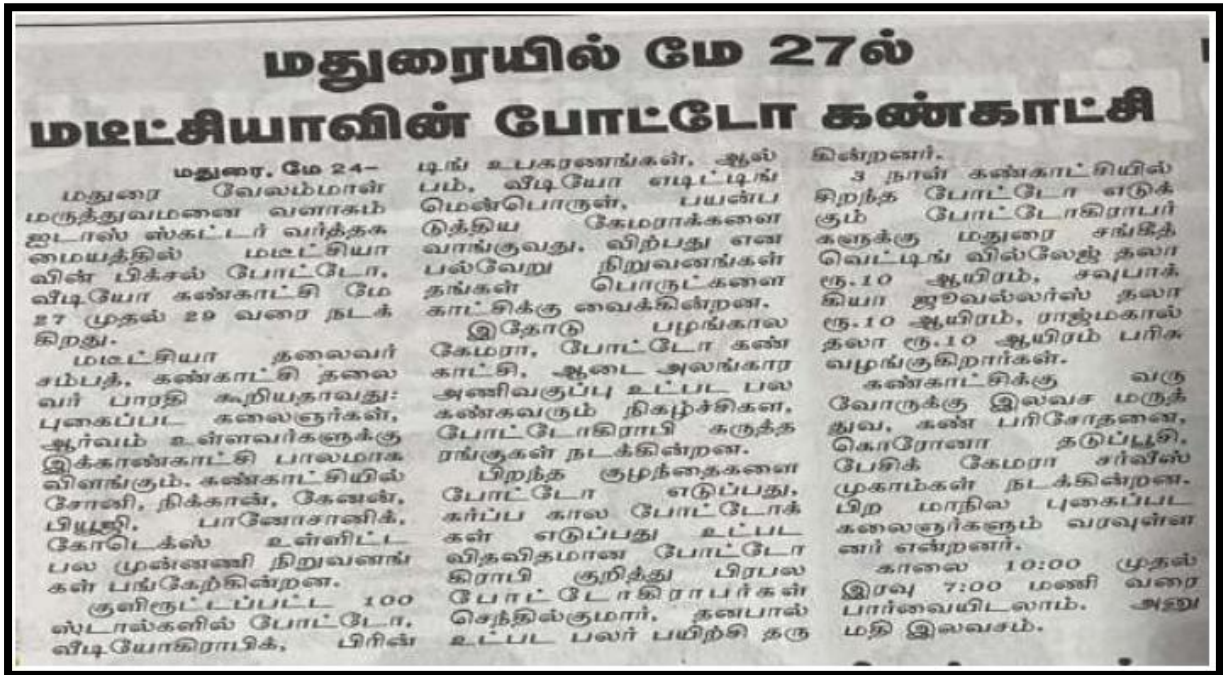 மதுரையில் மே 27ல்
மடீட்சியாவின் போட்டோ கண்காட்சி
மதுரை, மே 24–
மதுரை வேலம்மாள்
மருத்துவமனை வளாகம்
ஐடாஸ் ஸ்கட்டர் வர்த்தக
மையத்தில் மடீட்சியா
வின் பிக்சல் போட்டோ,
வீடியோ கண்காட்சி மே
27 முதல் 29 வரை நடக்
கிறது.
மடீட்சியா தலைவர்
சம்பத், கண்காட்சி தலை
வர் பாரதி கூறியதாவது:
புகைப்பட கலைஞர்கள்,
ஆர்வம் உள்ளவர்களுக்கு
இக்காண்காட்சி பாலமாக
விளங்கும். கண்காட்சியில்
சோனி, நிக்கான், கேனன்,
பியூஜி, பானோசானிக்,
கோடெக்ஸ் உள்ளிட்ட
பல முன்னணி நிறுவனங்
கள் பங்கேற்கின்றன.
குளிரூட்டப்பட்ட 100
ஸ்டால்களில் போட்டோ,
வீடியோகிராபிக், பிரின்
டிங் உபகரணங்கள், ஆல்
பம், வீடியோ எடிட்டிங்
மென்பொருள், பயன்ப
டுத்திய கேமராக்களை
வாங்குவது, விற்பது என
பல்வேறு நிறுவனங்கள்
தங்கள் பொருட்களை
காட்சிக்கு வைக்கின்றன.
இதோடு பழங்கால
கேமரா, போட்டோ கண்
காட்சி, ஆடை அலங்கார
அணிவகுப்பு உட்பட பல
கண்கவரும் நிகழ்ச்சிகள,
போட்டோகிராபி கருத்த
ரங்குகள் நடக்கின்றன.
பிறந்த குழந்தைகளை
போட்டோ எடுப்பது,
கர்ப்ப கால போட்டோக்
கள் எடுப்பது உட்பட
விதவிதமான போட்டோ
கிராபி குறித்து பிரபல
போட்டோகிராபர்கள்
செந்தில்குமார், தனபால்
உட்பட பலர் பயிற்சி தரு
கின்றனர்.
3 நாள் கண்காட்சியில்
சிறந்த போட்டோ எடுக்
கும் போட்டோகிராபர்
களுக்கு மதுரை சங்கீத்
வெட்டிங் வில்லேஜ் தலா
ரூ.10 ஆயிரம், சவுபாக்
கியா ஜூவல்லர்ஸ் தலா
ரூ.10 ஆயிரம், ராஜ்மகால்
தலா ரூ.10 ஆயிரம் பரிசு
வழங்குகிறார்கள்.
கண்காட்சிக்கு வரு
வோருக்கு இலவச மருத்
துவ, கண் பரிசோதனை,
கொரோனா தடுப்பூசி,
பேசிக் கேமரா சர்வீஸ்
முகாம்கள் நடக்கின்றன.
பிற மாநில புகைப்பட
கலைஞர்களும் வரவுள்ள
னர் என்றனர்.
காலை 10:00 முதல்
இரவு 7:00 மணி வரை
பார்வையிடலாம். அனு
மதி இலவசம்.